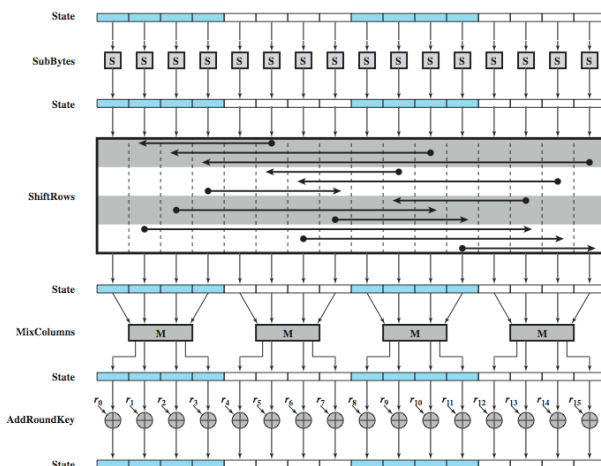 State
SubBytes S S S S S S S S S S S S S S S S
State
ShiftRows
State
MixColumns M M M M
State
r0 r1 r2 r3 r4 r5 r6 r7 r8 r9 r10 r11 r12 r13 r14 r15
AddRoundKey
State